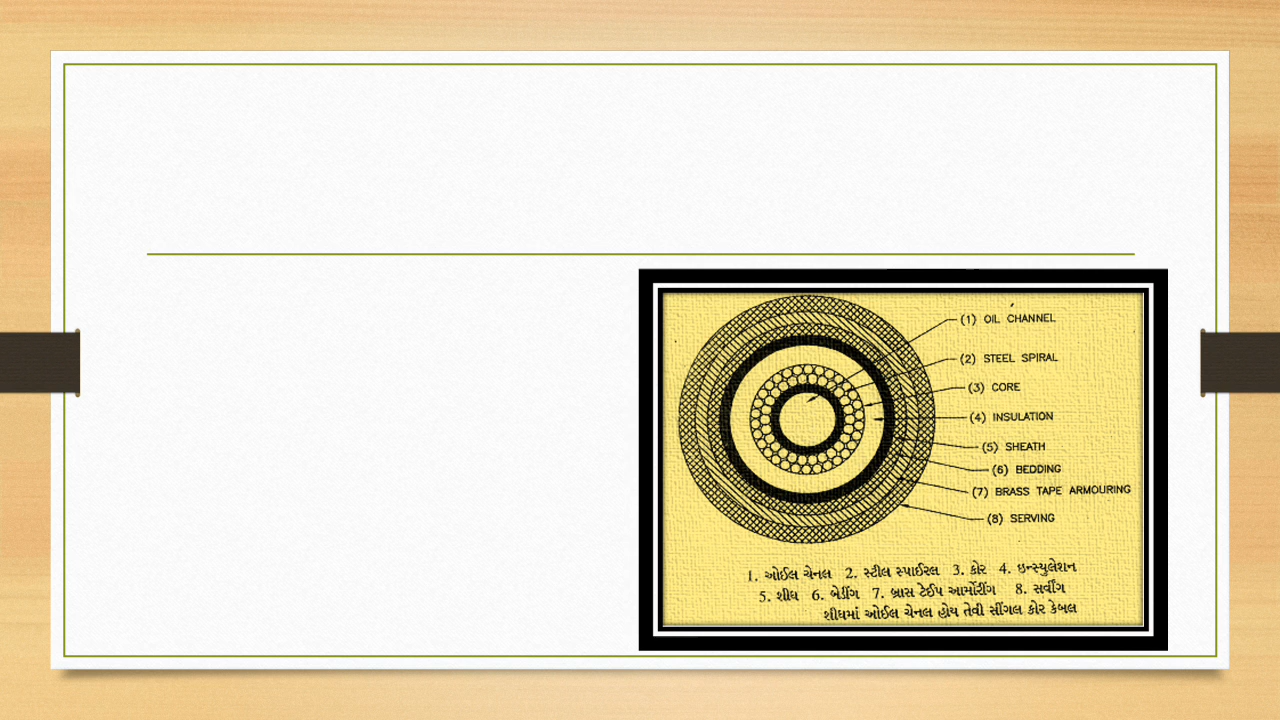 (1) OIL CHANNEL
(2) STEEL SPIRAL
(3) CORE
(4) INSULATION
(5) SHEATH
(6) BEDDING
(7) BRASS TAPE ARMOURING
(8) SERVING
1. ઓઈલ ચેનલ 2. સ્ટીલ સ્પાઈરલ 3. કોર 4. ઇન્સ્યુલેશન
5. શીધ 6. બેડીંગ 7. બ્રાસ ટેઈપ આર્મોરીંગ 8. સર્વીંગ
શીધમાં ઓઈલ ચેનલ હોય તેવી સીંગલ કોર કેબલ